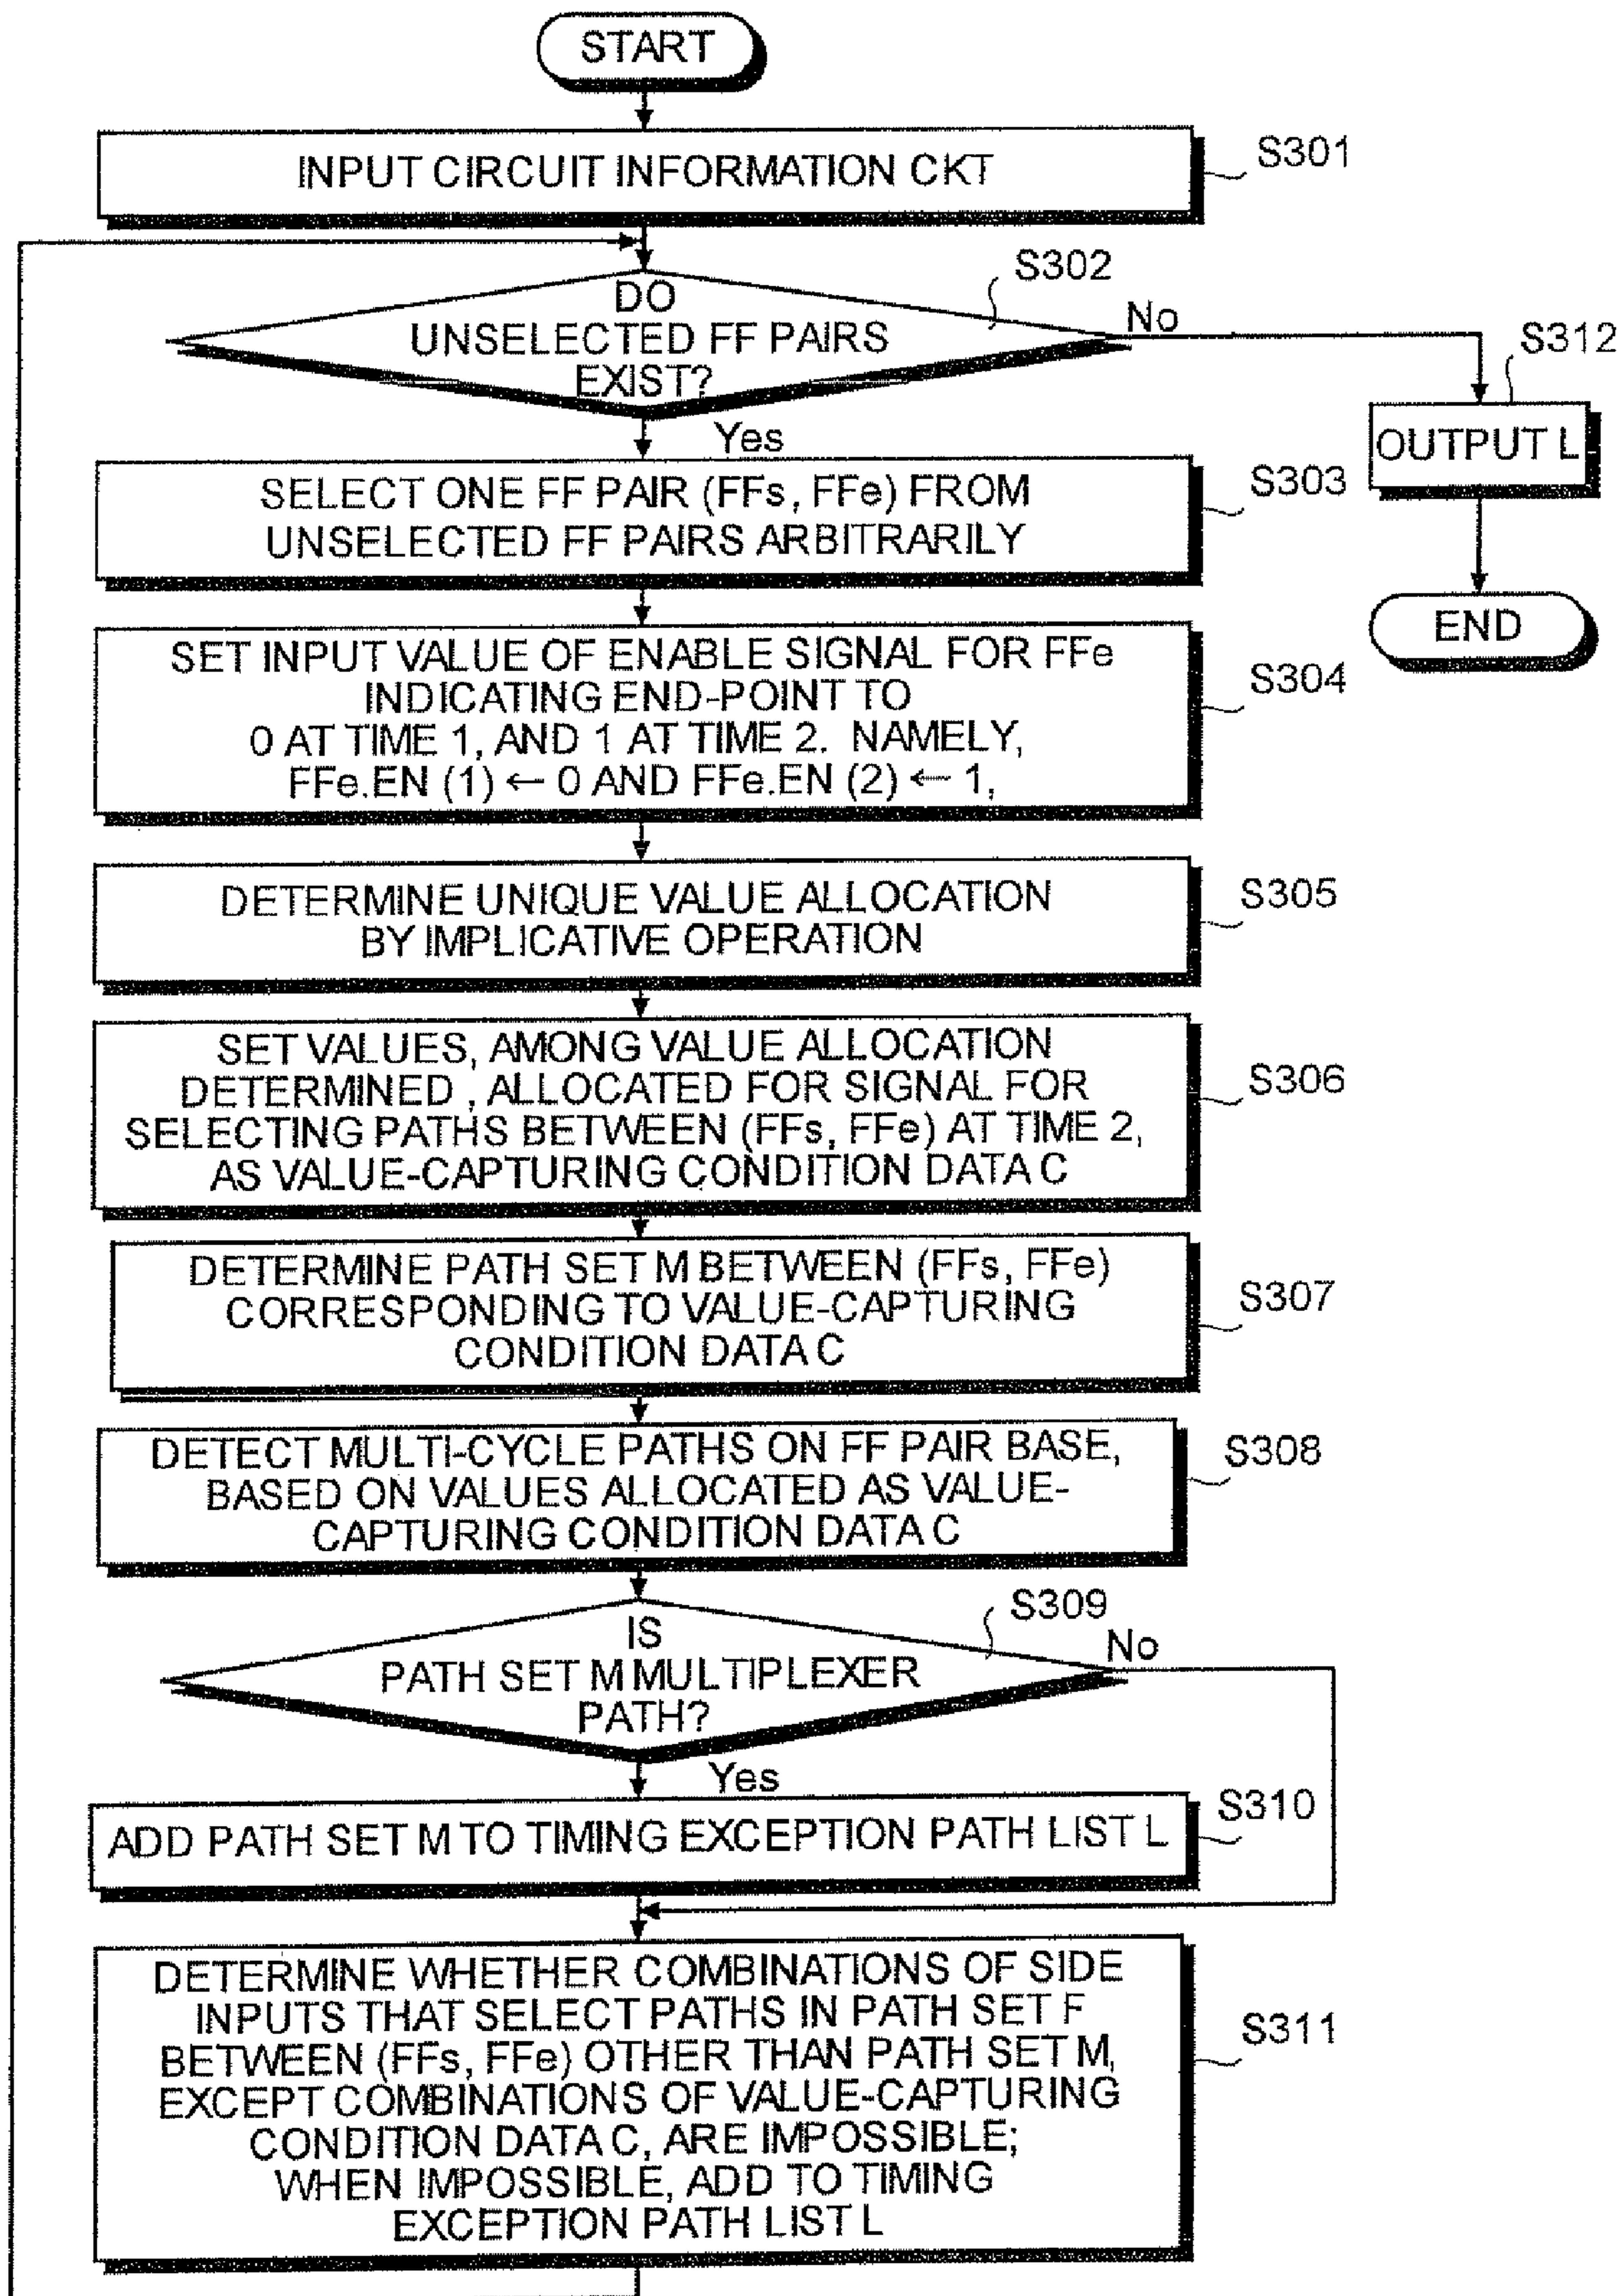 START
INPUT CIRCUIT INFORMATION CKT
S301
S302
DO
UNSELECTED FF PAIRS
EXIST?
No
S312
OUTPUT L
END
Yes
SELECT ONE FF PAIR (FFs, FFe) FROM
UNSELECTED FF PAIRS ARBITRARILY
S303
SET INPUT VALUE OF ENABLE SIGNAL FOR FFe
INDICATING END-POINT TO
0 AT TIME 1, AND 1 AT TIME 2. NAMELY,
FFe.EN (1) ← 0 AND FFe.EN (2) ← 1,
S304
DETERMINE UNIQUE VALUE ALLOCATION
BY IMPLICATIVE OPERATION
S305
SET VALUES, AMONG VALUE ALLOCATION
DETERMINED , ALLOCATED FOR SIGNAL FOR
SELECTING PATHS BETWEEN (FFs, FFe) AT TIME 2,
AS VALUE-CAPTURING CONDITION DATA C
S306
DETERMINE PATH SET M BETWEEN (FFs, FFe)
CORRESPONDING TO VALUE-CAPTURING
CONDITION DATA C
S307
DETECT MULTI-CYCLE PATHS ON FF PAIR BASE,
BASED ON VALUES ALLOCATED AS VALUE-
CAPTURING CONDITION DATA C
S308
S309
IS
PATH SET M MULTIPLEXER
PATH?
No
Yes
ADD PATH SET M TO TIMING EXCEPTION PATH LIST L
S310
DETERMINE WHETHER COMBINATIONS OF SIDE
INPUTS THAT SELECT PATHS IN PATH SET F
BETWEEN (FFs, FFe) OTHER THAN PATH SET M,
EXCEPT COMBINATIONS OF VALUE-CAPTURING
CONDITION DATA C, ARE IMPOSSIBLE;
WHEN IMPOSSIBLE, ADD TO TIMING
EXCEPTION PATH LIST L
S311